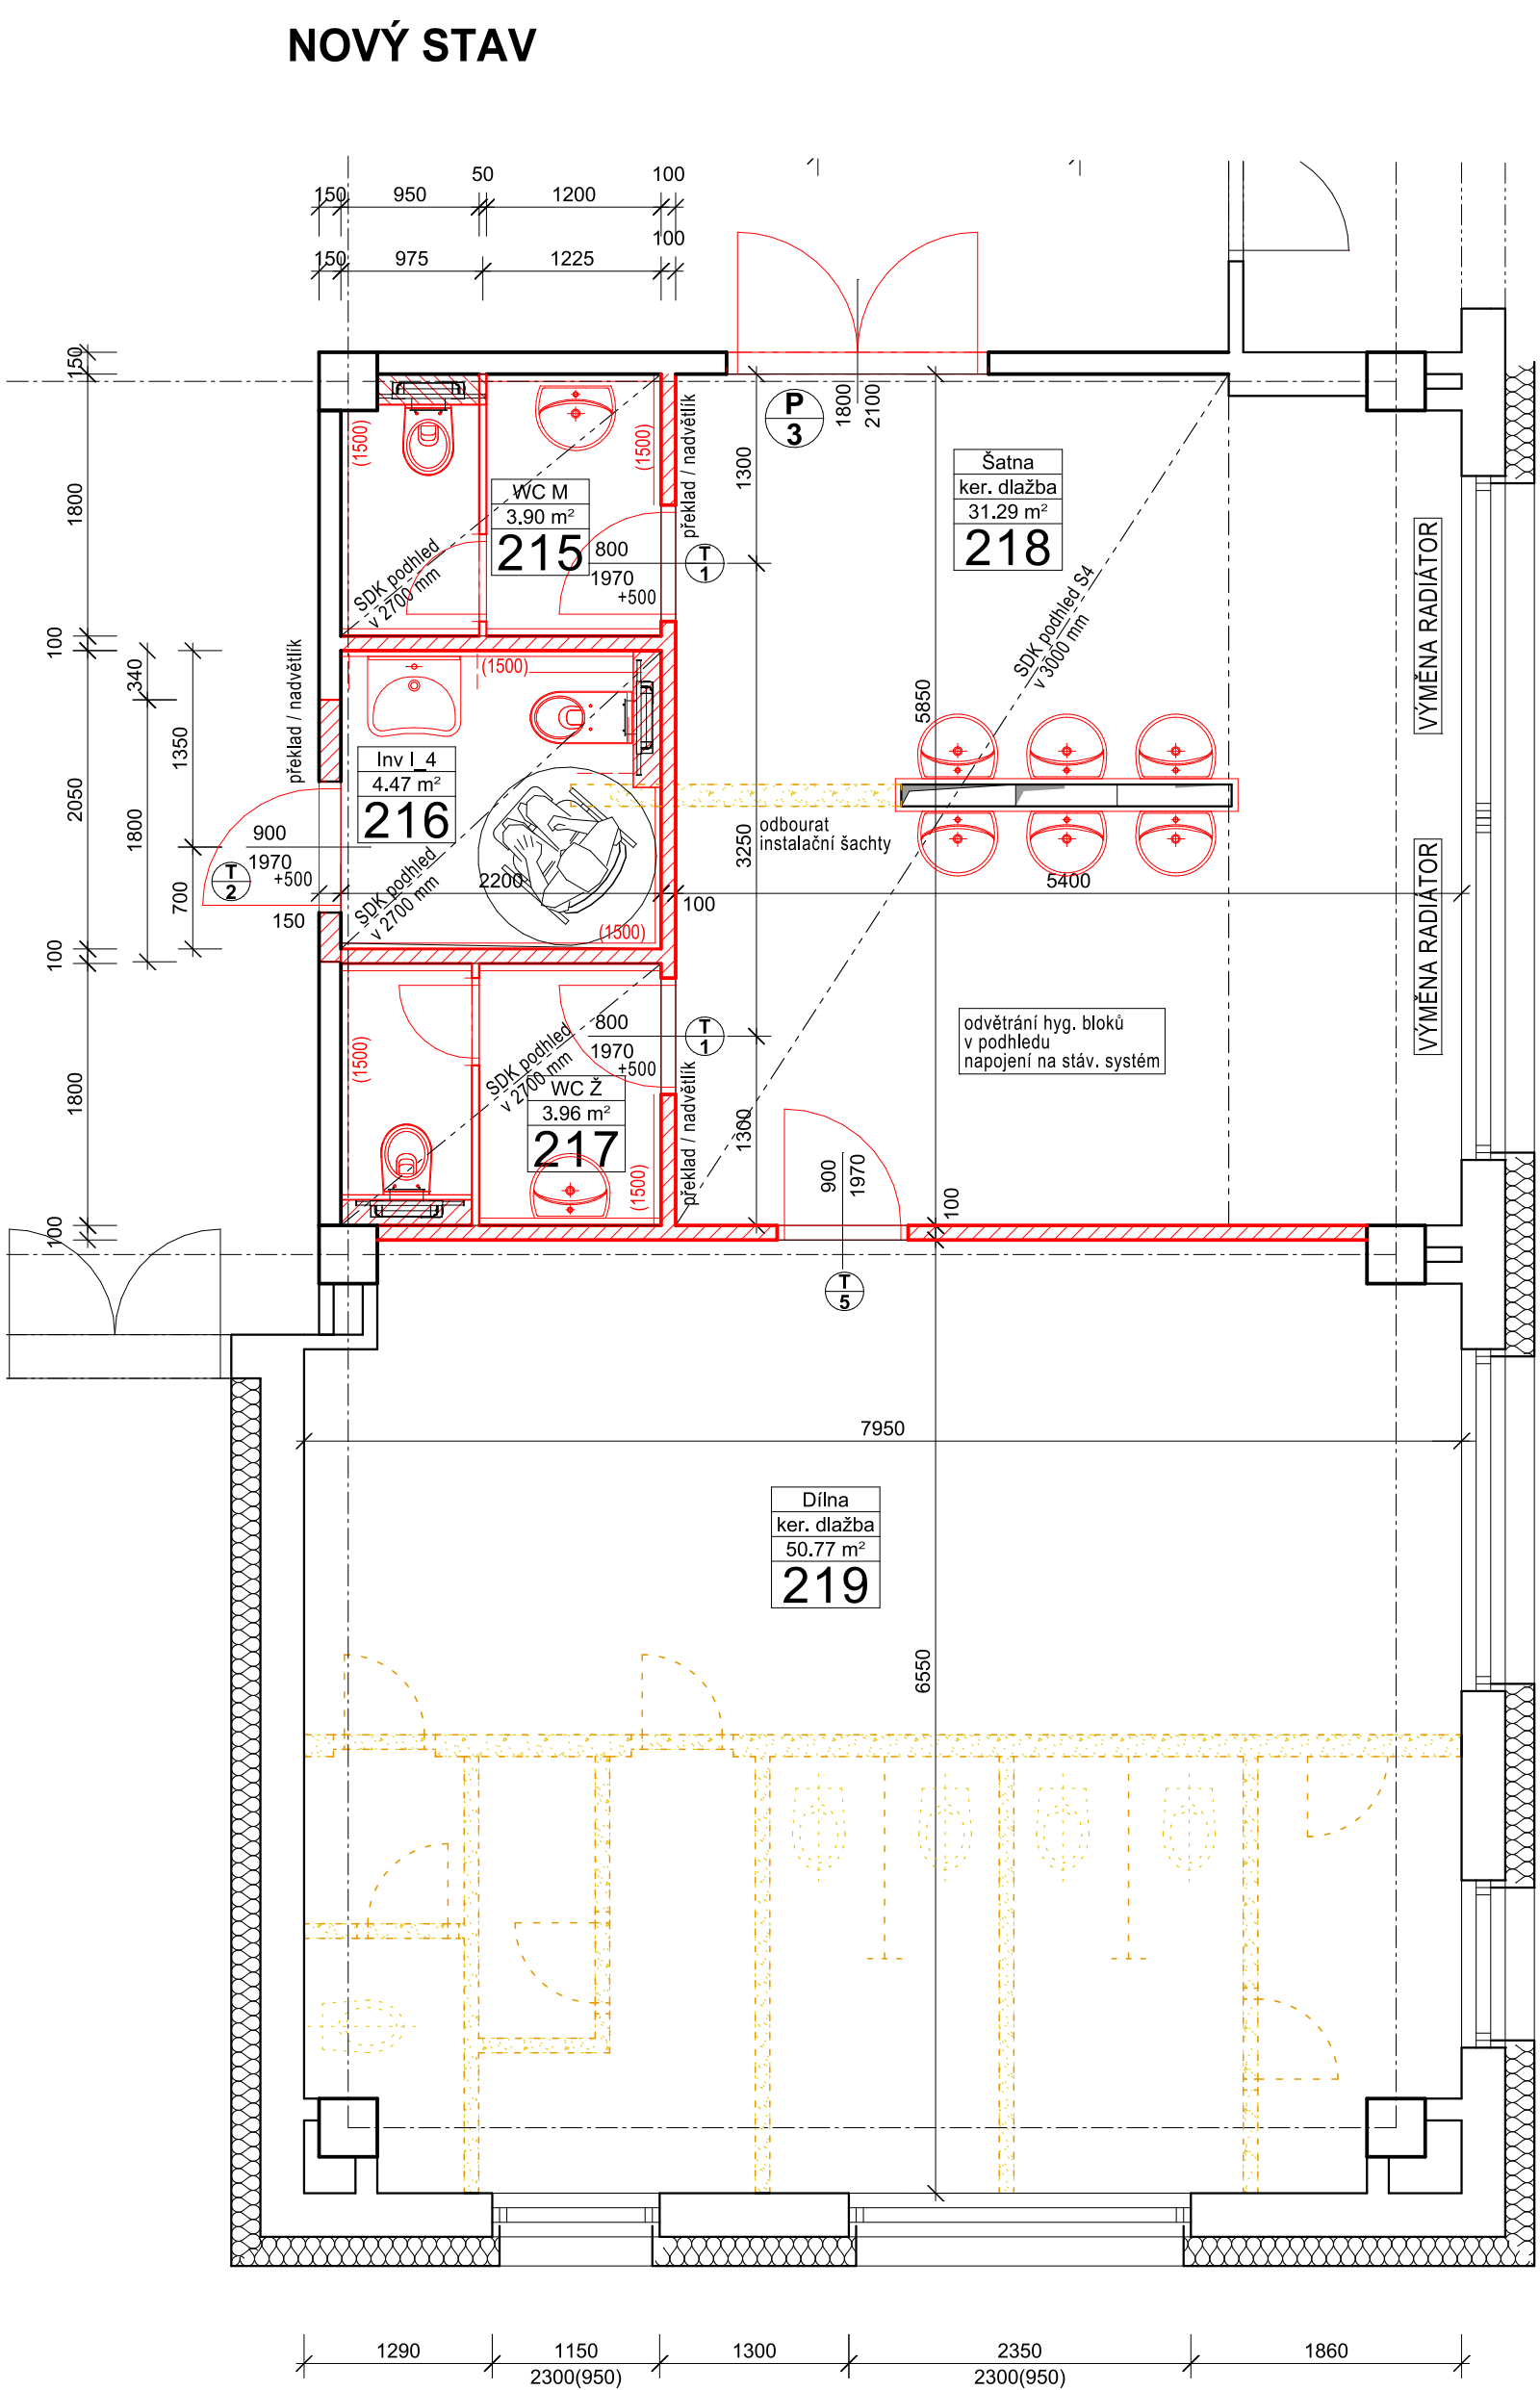 NOVÝ STAV
50
100
150
950
1200
100
150
975
1225
150
1800
100
340
1350
2050
1800
700
100
1800
100
(1500)
(1500)
WC M
3.90 m²
215
800
1970
+500
T
1
SDK podhled
v 2700 mm
překlad / nadvětlík
P
3
1800
2100
1300
Šatna
ker. dlažba
31.29 m²
218
SDK podhled S4
v 3000 mm
VÝMĚNA RADIÁTOR
překlad / nadvětlík
(1500)
Inv I_4
4.47 m²
216
900
1970
+500
T
2
150
SDK podhled
v 2700 mm
2200
(1500)
100
5850
3250
odbourat
instalační šachty
5400
VÝMĚNA RADIÁTOR
(1500)
SDK podhled
v 2700 mm
800
1970
+500
T
1
WC Ž
3.96 m²
217
(1500)
překlad / nadvětlík
1300
odvětrání hyg. bloků
v podhledu
napojení na stáv. systém
900
1970
100
T
5
7950
Dílna
ker. dlažba
50.77 m²
219
6550
1290
1150
1300
2350
1860
2300(950)
2300(950)